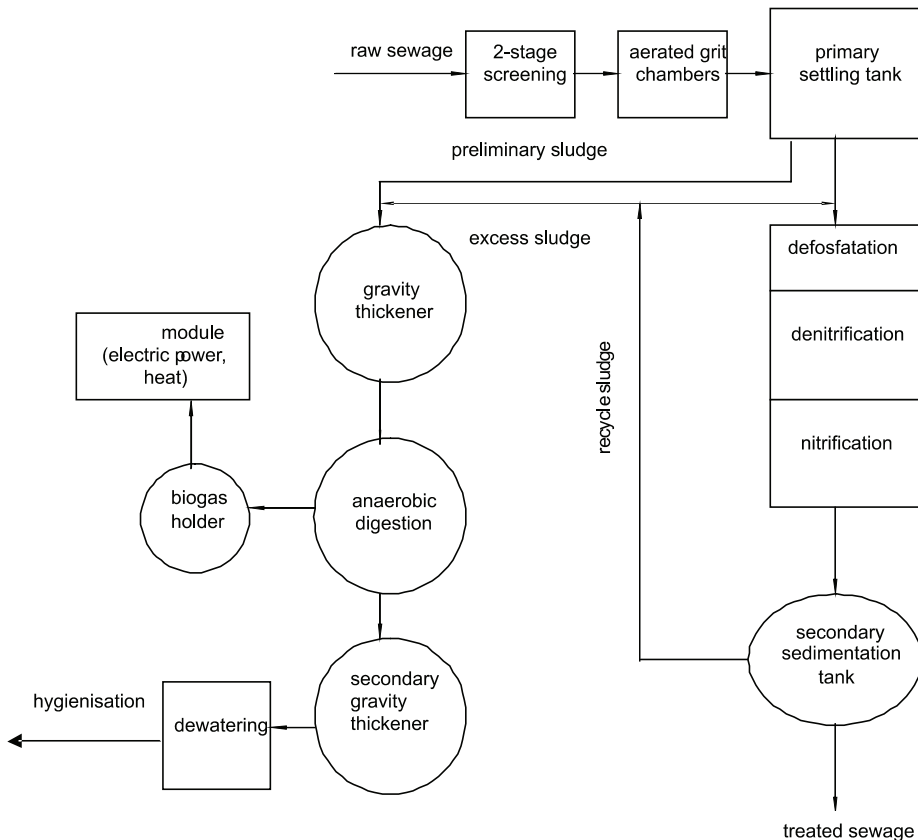 raw sewage
2-stage
screening
aerated grit
chambers
primary
settling tank
preliminary sludge
excess sludge
defosfatation
gravity
thickener
module
(electric power,
heat)
denitrification
recycle sludge
nitrification
biogas
holder
anaerobic
digestion
secondary
sedimentation
tank
secondary
gravity
thickener
hygienisation
dewatering
treated sewage